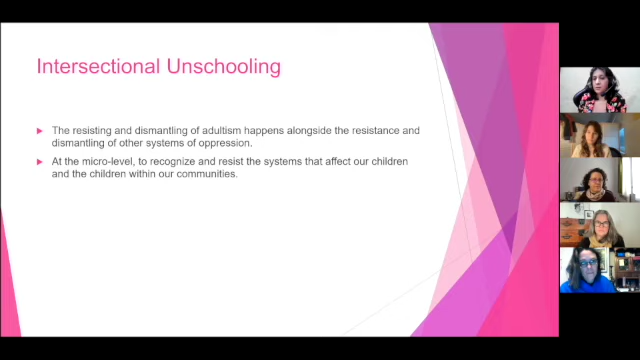 Intersectional Unschooling
The resisting and dismantling of adultism happens alongside the resistance and
dismantling of other systems of oppression.
At the micro-level, to recognize and resist the systems that affect our children
and the children within our communities.